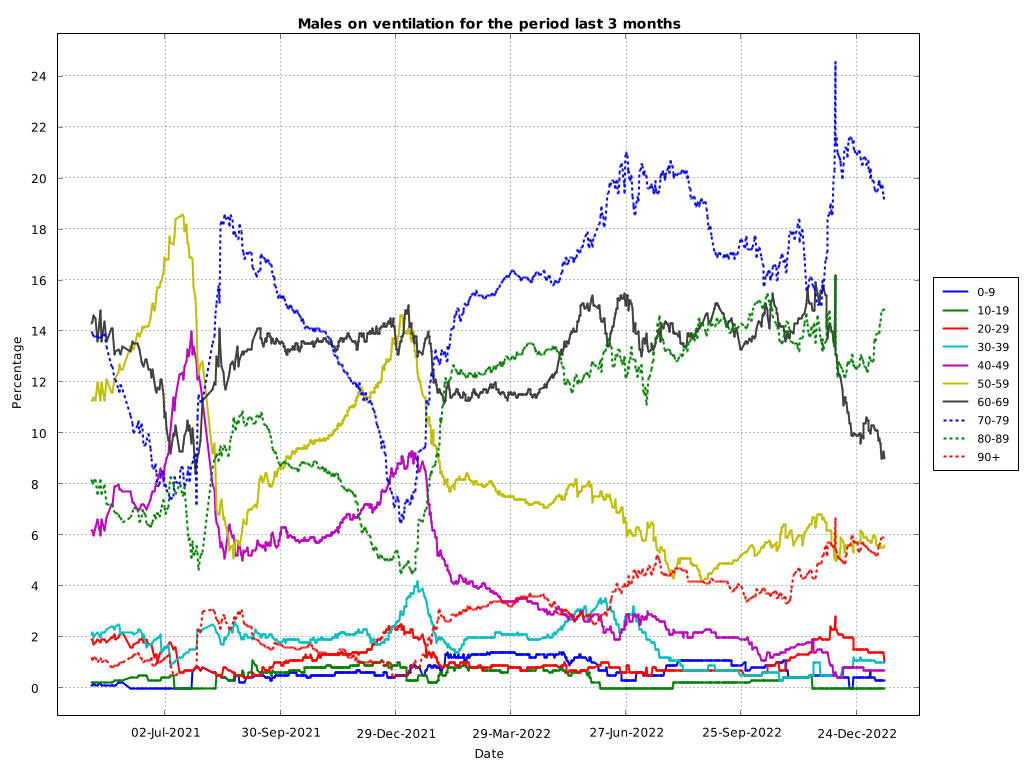 Males on ventilation for the period last 3 months
24
22
20
18
16
14
12
10
8
6
4
2
0
Percentage
02-Jul-2021
30-Sep-2021
29-Dec-2021
29-Mar-2022
27-Jun-2022
25-Sep-2022
24-Dec-2022
Date
0-9
10-19
20-29
30-39
40-49
50-59
60-69
70-79
80-89
90+